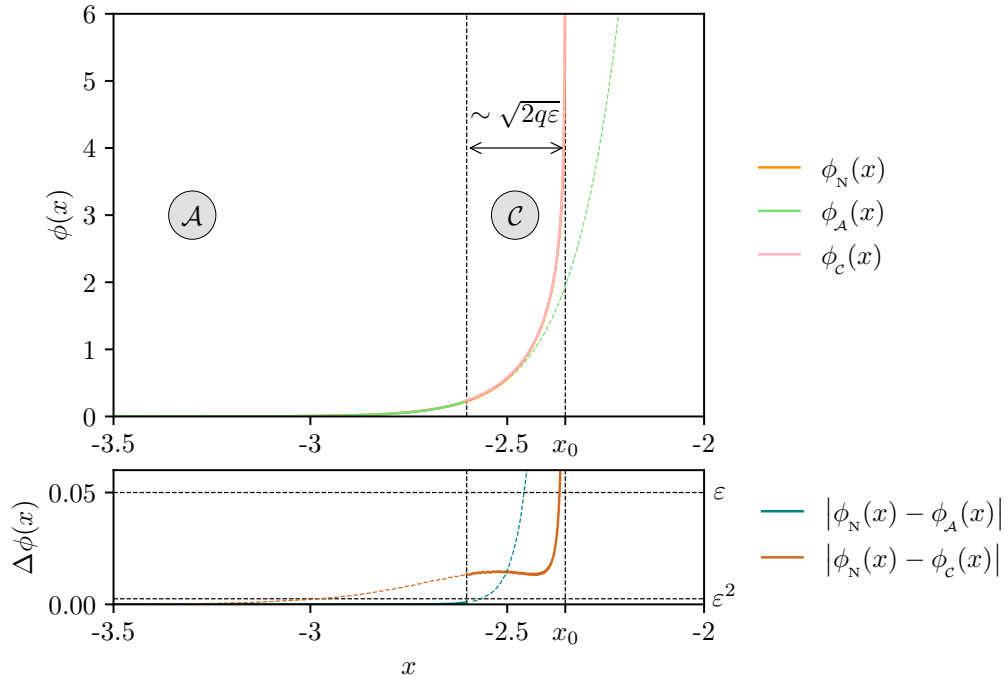 6
5
4
3
2
1
0
ϕ(x)
∼ √2qε
𝒜
𝒞
-3.5
-3
-2.5
x₀
-2
ϕ_N(x)
ϕ_𝒜(x)
ϕ_𝒞(x)
0.05
0.00
Δϕ(x)
ε
ε²
-3.5
-3
-2.5
x₀
-2
x
|ϕ_N(x) − ϕ_𝒜(x)|
|ϕ_N(x) − ϕ_𝒞(x)|